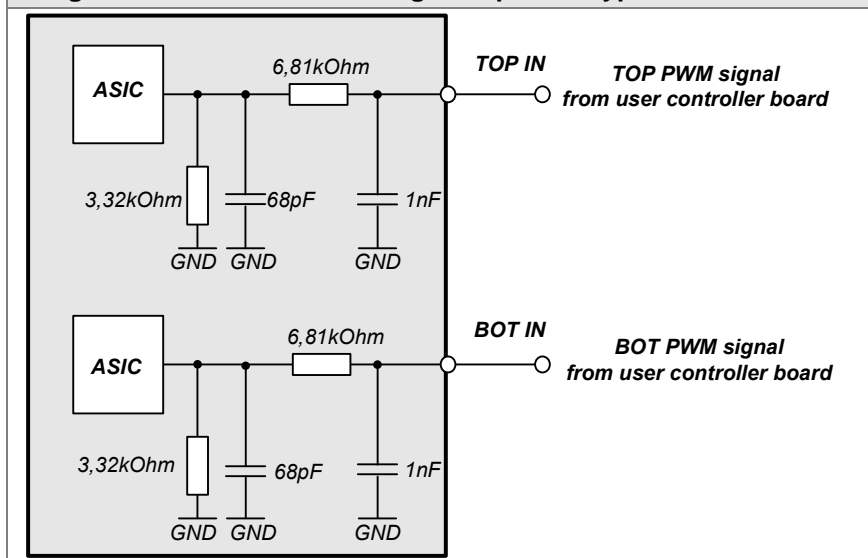 6,81kOhm
TOP IN
TOP PWM signal
from user controller board
ASIC
3,32kOhm
68pF
1nF
GND
GND
GND
6,81kOhm
BOT IN
BOT PWM signal
from user controller board
ASIC
3,32kOhm
68pF
1nF
GND
GND
GND